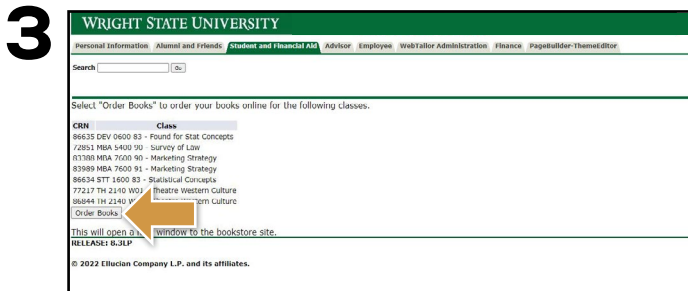 3
WRIGHT STATE UNIVERSITY
Personal Information Alumni and Friends Student and Financial Aid Advisor Employee WebTailor Administration Finance PageBuilder-ThemeEditor
Search Go
Select "Order Books" to order your books online for the following classes.
CRN Class
86635 DEV 0600 83 - Found for Stat Concepts
72851 MBA 5400 90 - Survey of Law
83388 MBA 7600 90 - Marketing Strategy
83989 MBA 7600 91 - Marketing Strategy
86634 STT 1600 83 - Statistical Concepts
77217 TH 2140 W01 Theatre Western Culture
86844 TH 2140 Theatre Western Culture
Order Books
This will open a window to the bookstore site.
RELEASE: 8.3LP
© 2022 Ellucian Company L.P. and its affiliates.